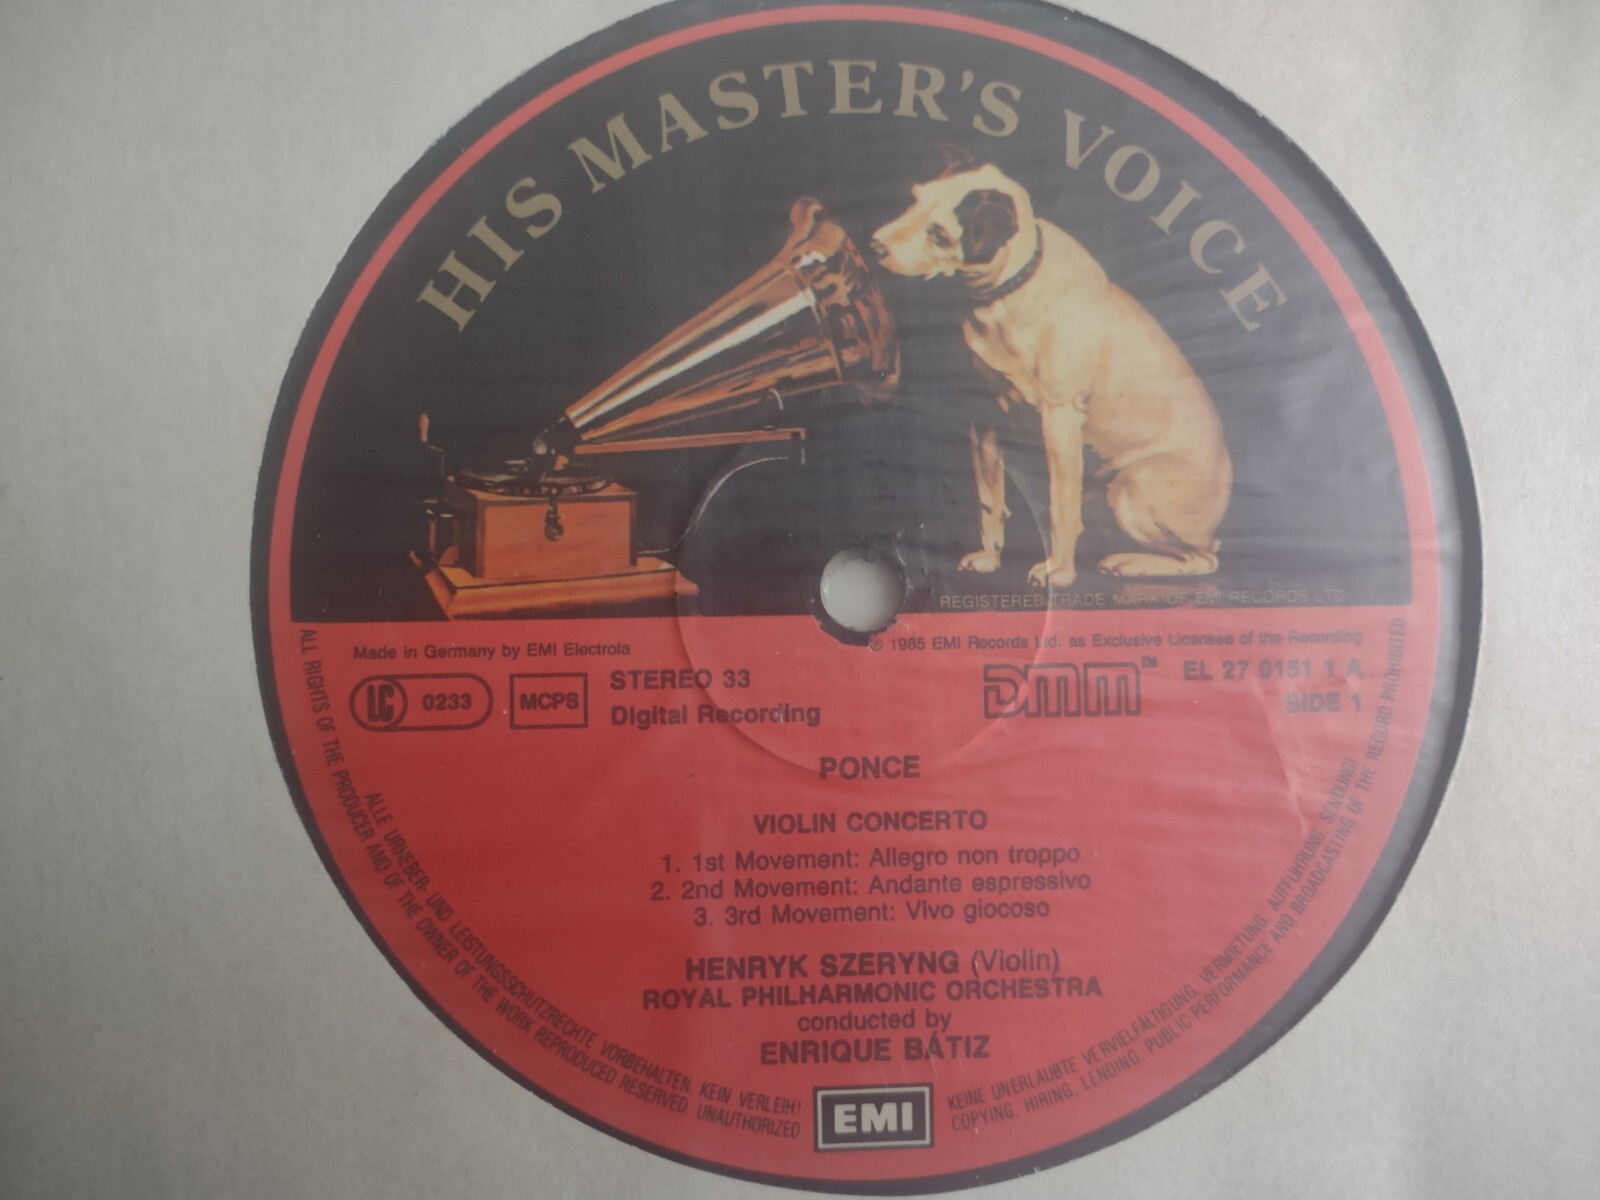 HIS MASTER'S VOICE
REGISTERED TRADE MARK OF EMI RECORDS LTD
Made in Germany by EMI Electrola
℗ 1985 EMI Records Ltd. as Exclusive Licensee of the Recording
LC 0233
MCPS
STEREO 33
Digital Recording
DMM™
EL 27 0151 1 A
SIDE 1
PONCE
VIOLIN CONCERTO
1. 1st Movement: Allegro non troppo
2. 2nd Movement: Andante espressivo
3. 3rd Movement: Vivo giocoso
HENRYK SZERYNG (Violin)
ROYAL PHILHARMONIC ORCHESTRA
conducted by
ENRIQUE BÁTIZ
EMI
ALLE URHEBER- UND LEISTUNGSSCHUTZRECHTE VORBEHALTEN. KEIN VERLEIH! KEINE UNERLAUBTE VERVIELFÄLTIGUNG, VERMIETUNG, AUFFÜHRUNG, SENDUNG!
ALL RIGHTS OF THE PRODUCER AND OF THE OWNER OF THE WORK REPRODUCED RESERVED. UNAUTHORIZED COPYING, HIRING, LENDING, PUBLIC PERFORMANCE AND BROADCASTING OF THE RECORD PROHIBITED